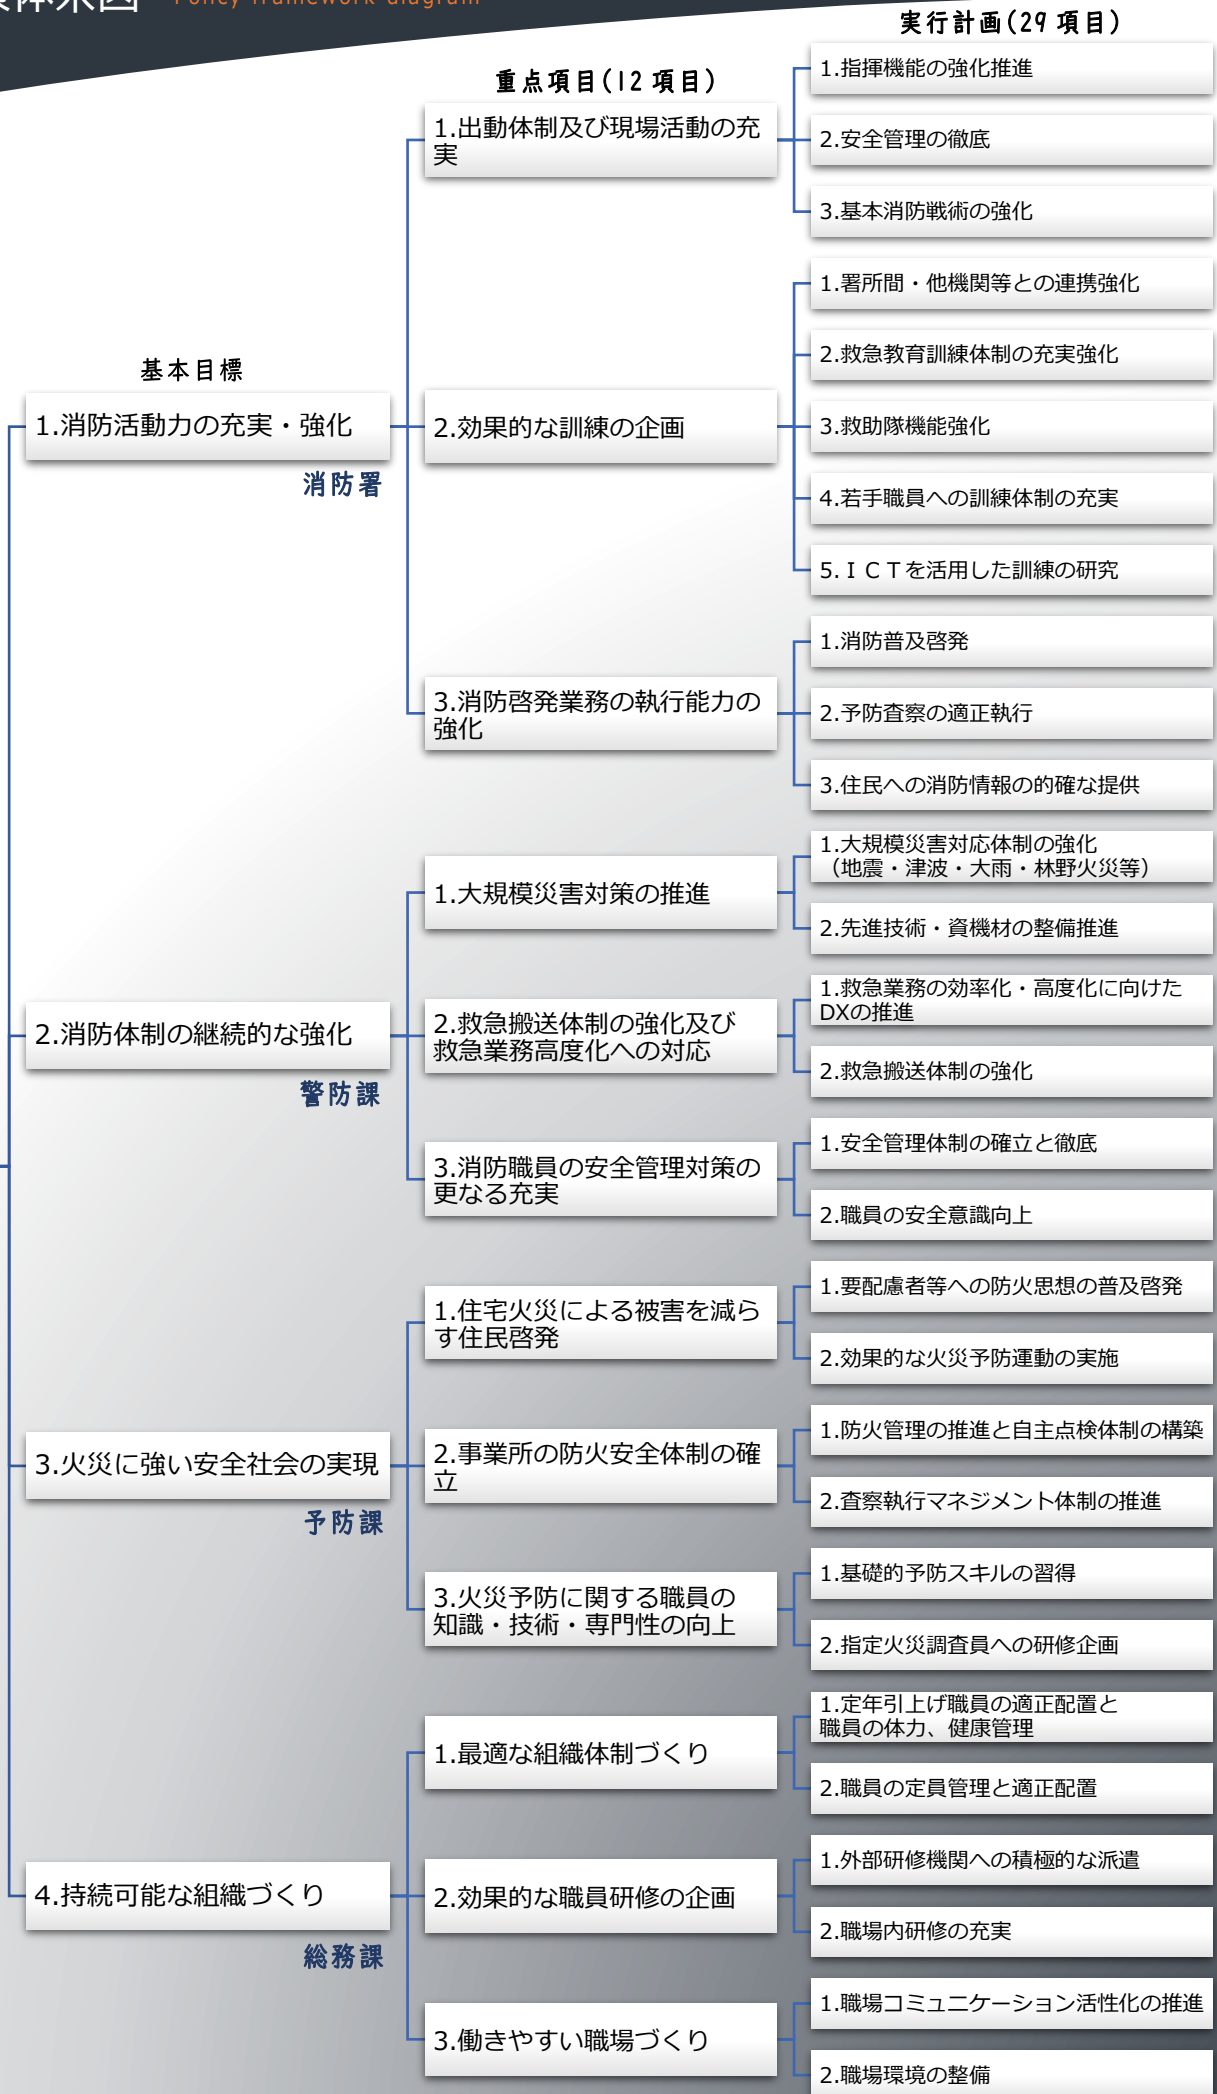 体系図 Policy framework diagram
実行計画(29 項目)
重点項目(12 項目)
基本目標
1.消防活動力の充実・強化
消防署
1.出動体制及び現場活動の充
実
1.指揮機能の強化推進
2.安全管理の徹底
3.基本消防戦術の強化
2.効果的な訓練の企画
1.署所間・他機関等との連携強化
2.救急教育訓練体制の充実強化
3.救助隊機能強化
4.若手職員への訓練体制の充実
5.ＩＣＴを活用した訓練の研究
3.消防啓発業務の執行能力の
強化
1.消防普及啓発
2.予防査察の適正執行
3.住民への消防情報の的確な提供
2.消防体制の継続的な強化
警防課
1.大規模災害対策の推進
1.大規模災害対応体制の強化
（地震・津波・大雨・林野火災等）
2.先進技術・資機材の整備推進
2.救急搬送体制の強化及び
救急業務高度化への対応
1.救急業務の効率化・高度化に向けた
DXの推進
2.救急搬送体制の強化
3.消防職員の安全管理対策の
更なる充実
1.安全管理体制の確立と徹底
2.職員の安全意識向上
3.火災に強い安全社会の実現
予防課
1.住宅火災による被害を減ら
す住民啓発
1.要配慮者等への防火思想の普及啓発
2.効果的な火災予防運動の実施
2.事業所の防火安全体制の確
立
1.防火管理の推進と自主点検体制の構築
2.査察執行マネジメント体制の推進
3.火災予防に関する職員の
知識・技術・専門性の向上
1.基礎的予防スキルの習得
2.指定火災調査員への研修企画
4.持続可能な組織づくり
総務課
1.最適な組織体制づくり
1.定年引上げ職員の適正配置と
職員の体力、健康管理
2.職員の定員管理と適正配置
2.効果的な職員研修の企画
1.外部研修機関への積極的な派遣
2.職場内研修の充実
3.働きやすい職場づくり
1.職場コミュニケーション活性化の推進
2.職場環境の整備